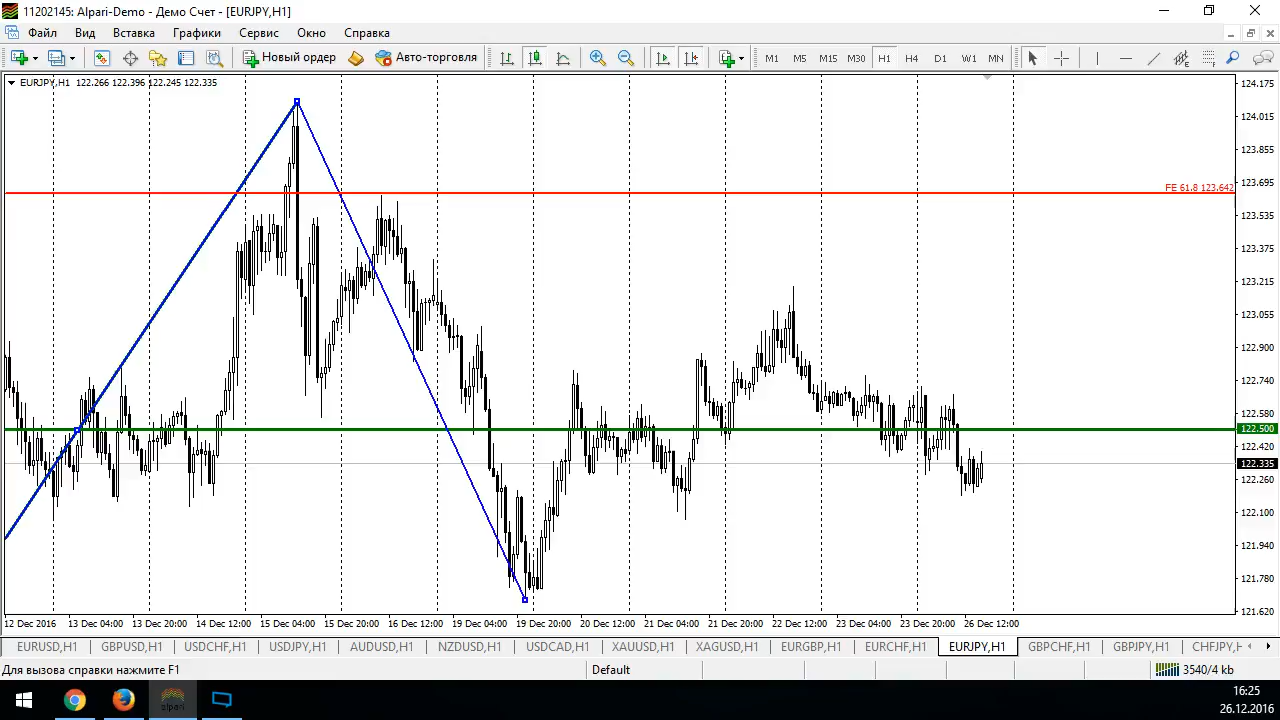 11202145: Alpari-Demo - Демо Счет - [EURJPY,H1]
Файл Вид Вставка Графики Сервис Окно Справка
Новый ордер Авто-торговля M1 M5 M15 M30 H1 H4 D1 W1 MN
EURJPY,H1 122.266 122.396 122.245 122.335
124.175
124.015
123.855
123.695
FE 61.8 123.642
123.535
123.375
123.215
123.055
122.900
122.740
122.580
122.500
122.420
122.335
122.260
122.100
121.940
121.780
121.620
12 Dec 2016 13 Dec 04:00 13 Dec 20:00 14 Dec 12:00 15 Dec 04:00 15 Dec 20:00 16 Dec 12:00 19 Dec 04:00 19 Dec 20:00 20 Dec 12:00 21 Dec 04:00 21 Dec 20:00 22 Dec 12:00 23 Dec 04:00 23 Dec 20:00 26 Dec 12:00
EURUSD,H1 GBPUSD,H1 USDCHF,H1 USDJPY,H1 AUDUSD,H1 NZDUSD,H1 USDCAD,H1 XAUUSD,H1 XAGUSD,H1 EURGBP,H1 EURCHF,H1 EURJPY,H1 GBPCHF,H1 GBPJPY,H1 CHFJPY,H
Для вызова справки нажмите F1 Default 3540/4 kb
alpari
16:25
26.12.2016